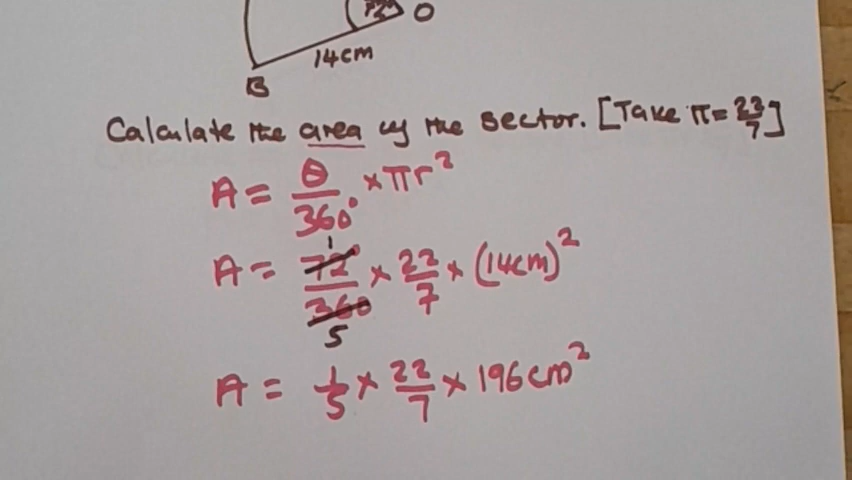 72° O
14cm
B
Calculate the area of the sector. [Take π = 22/7]
A = θ/360° × πr²
1
A = 72°/360 × 22/7 × (14cm)²
5
A = 1/5 × 22/7 × 196cm²